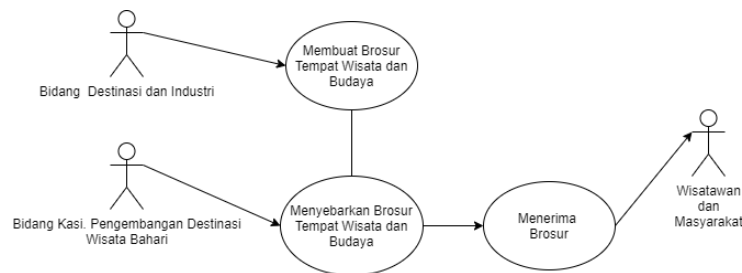 Membuat Brosur
Tempat Wisata dan
Budaya
Bidang  Destinasi dan Industri
Bidang Kasi. Pengembangan Destinasi
Wisata Bahari
Menyebarkan Brosur
Tempat Wisata dan
Budaya
Menerima
Brosur
Wisatawan
dan
Masyarakat